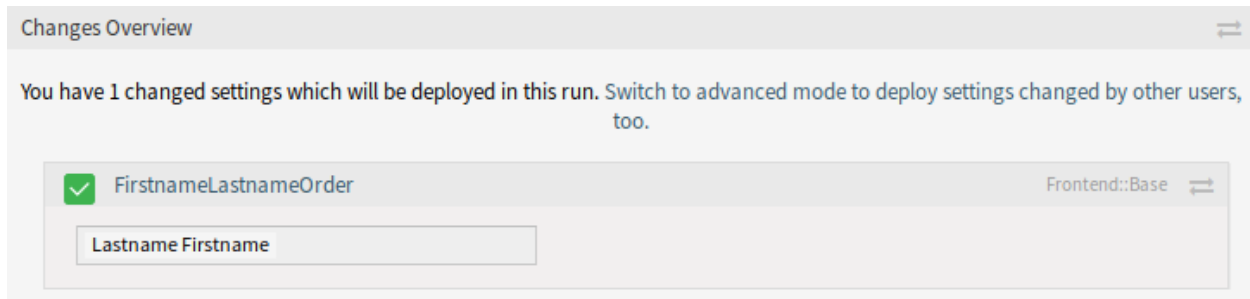 Changes Overview
You have 1 changed settings which will be deployed in this run. Switch to advanced mode to deploy settings changed by other users,
too.
FirstnameLastnameOrder Frontend::Base
Lastname Firstname